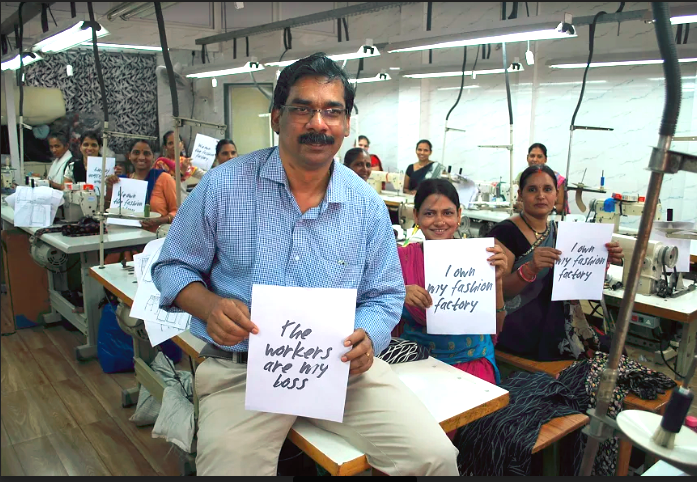 The
workers
are my
boss
I own
my fashion
factory
I own
my fashion
factory